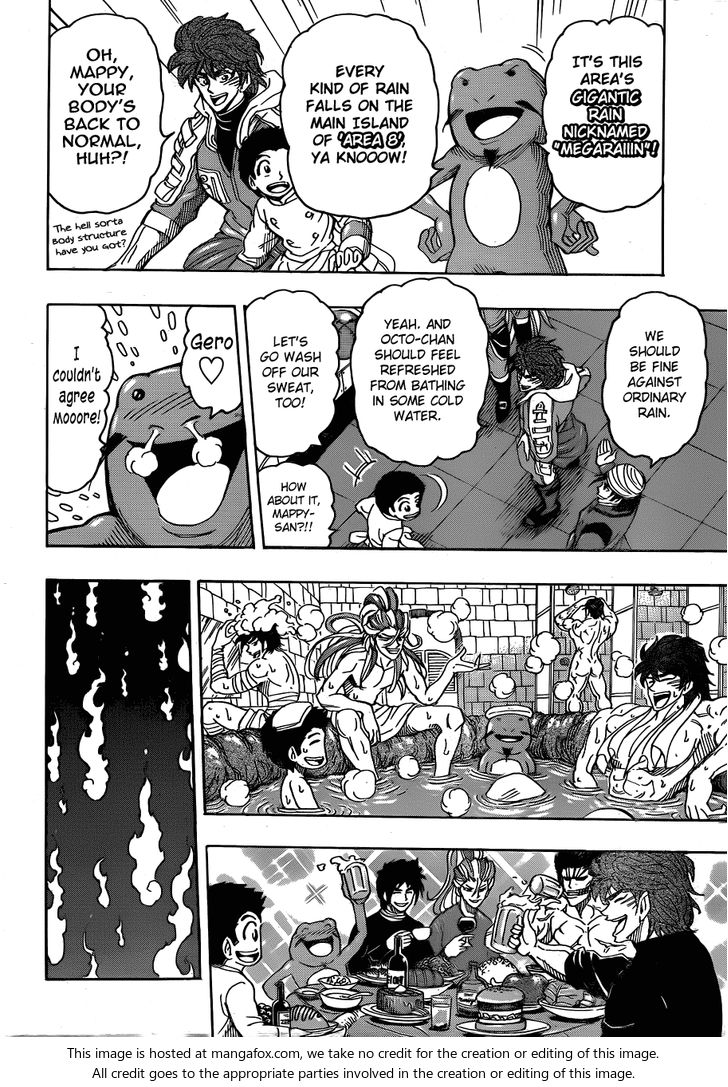 IT'S THIS
AREA'S
GIGANTIC
RAIN
NICKNAMED
"MEGARAIIIN"!
EVERY
KIND OF RAIN
FALLS ON THE
MAIN ISLAND
OF "AREA 8",
YA KNOOOW!
OH,
MAPPY,
YOUR
BODY'S
BACK TO
NORMAL,
HUH?!
The hell sorta
Body structure
have you Got?
WE
SHOULD
BE FINE
AGAINST
ORDINARY
RAIN.
YEAH. AND
OCTO-CHAN
SHOULD FEEL
REFRESHED
FROM BATHING
IN SOME COLD
WATER.
LET'S
GO WASH
OFF OUR
SWEAT,
TOO!
HOW
ABOUT IT,
MAPPY-
SAN?!!
Gero
♡
I
couldn't
agree
Mooore!
This image is hosted at mangafox.com, we take no credit for the creation or editing of this image.
All credit goes to the appropriate parties involved in the creation or editing of this image.